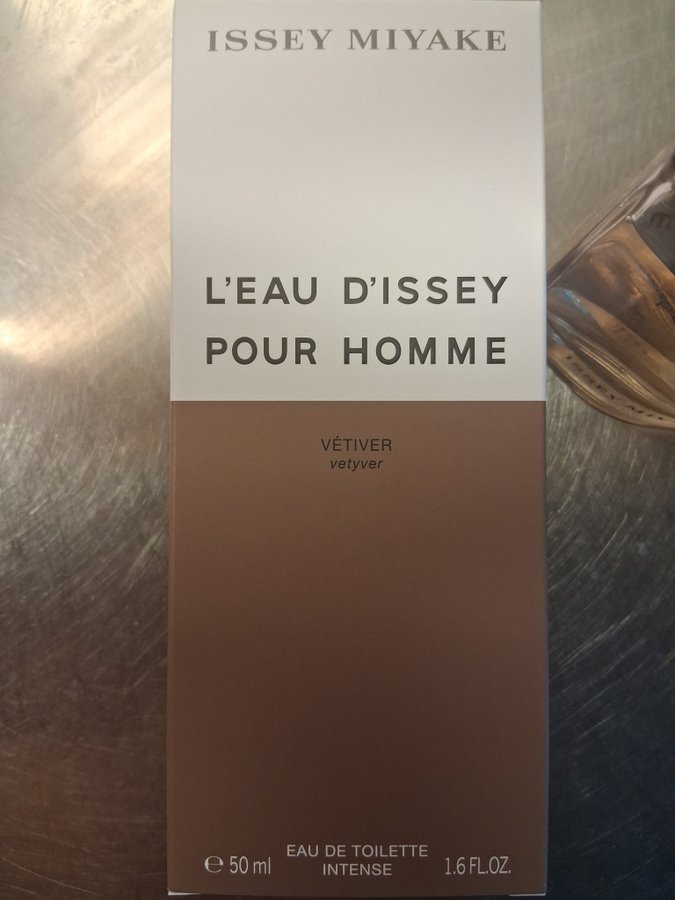 ISSEY MIYAKE
L'EAU D'ISSEY
POUR HOMME
VÉTIVER
vetyver
℮ 50 ml
EAU DE TOILETTE
INTENSE
1.6 FL.OZ.